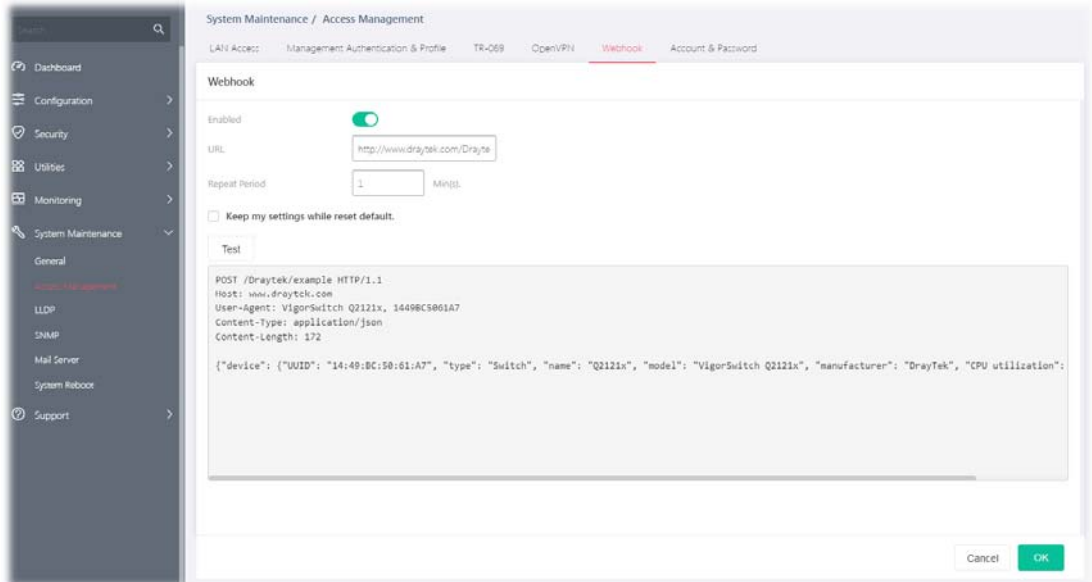 Search
Dashboard
Configuration
Security
Utilities
Monitoring
System Maintenance
General
Access Management
LLDP
SNMP
Mail Server
System Reboot
Support
System Maintenance / Access Management
LAN Access Management Authentication & Profile TR-069 OpenVPN Webhook Account & Password
Webhook
Enabled
URL http://www.draytek.com/Drayte
Repeat Period 1 Min(s).
Keep my settings while reset default.
Test
POST /Draytek/example HTTP/1.1
Host: www.draytek.com
User-Agent: VigorSwitch Q2121x, 1449BC5061A7
Content-Type: application/json
Content-Length: 172
{"device": {"UUID": "14:49:BC:50:61:A7", "type": "Switch", "name": "Q2121x", "model": "VigorSwitch Q2121x", "manufacturer": "DrayTek", "CPU utilization":
Cancel OK